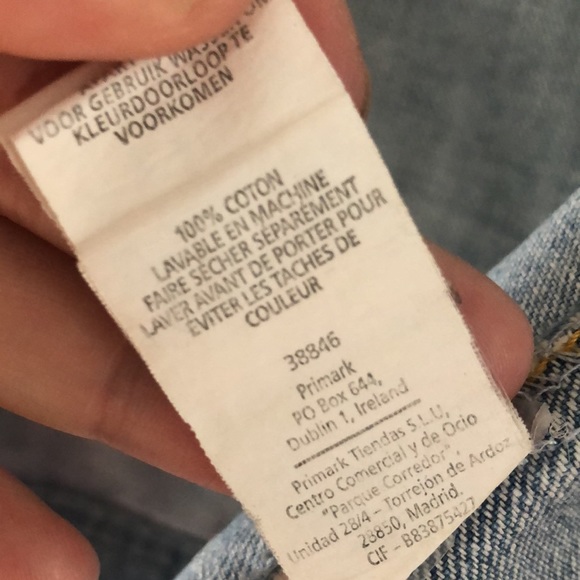 VOOR GEBRUIK WASSEN OM
KLEURDOORLOOP TE
VOORKOMEN
100% COTON
LAVABLE EN MACHINE
FAIRE SÉCHER SÉPARÉMENT
LAVER AVANT DE PORTER POUR
ÉVITER LES TACHES DE
COULEUR
38846
Primark
PO Box 644,
Dublin 1, Ireland
Primark Tiendas S.L.U,
Centro Comercial y de Ocio
"Parque Corredor"
Unidad 28/4 - Torrejón de Ardoz
28850, Madrid.
CIF - B83875427